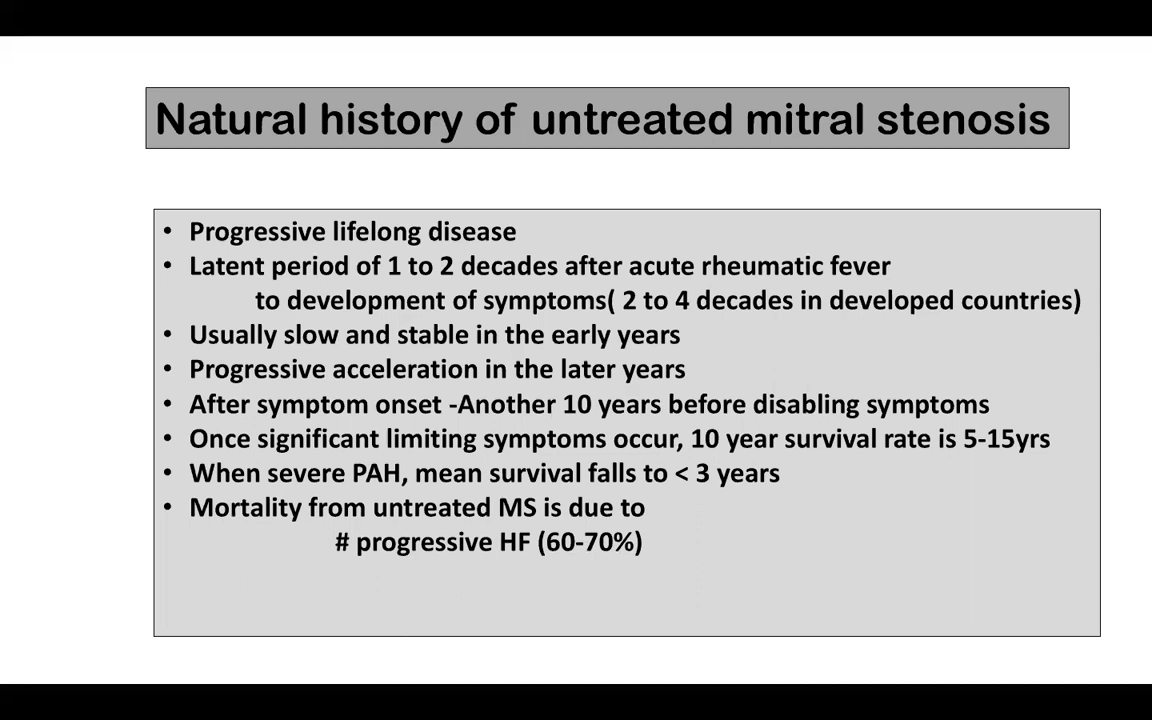 Natural history of untreated mitral stenosis
• Progressive lifelong disease
• Latent period of 1 to 2 decades after acute rheumatic fever
to development of symptoms( 2 to 4 decades in developed countries)
• Usually slow and stable in the early years
• Progressive acceleration in the later years
• After symptom onset -Another 10 years before disabling symptoms
• Once significant limiting symptoms occur, 10 year survival rate is 5-15yrs
• When severe PAH, mean survival falls to < 3 years
• Mortality from untreated MS is due to
# progressive HF (60-70%)